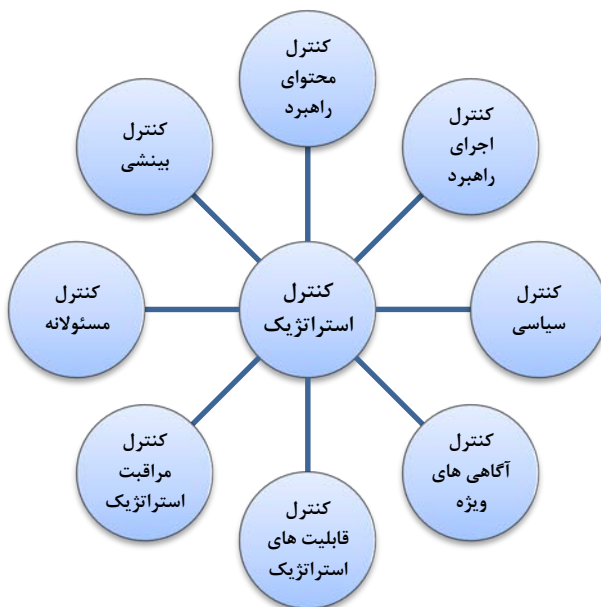 کنترل
محتوای
راهبرد
کنترل
اجرای
راهبرد
کنترل
سیاسی
کنترل
آگاهی های
ویژه
کنترل
قابلیت های
استراتژیک
کنترل
مراقبت
استراتژیک
کنترل
مسئولانه
کنترل
بینشی
کنترل
استراتژیک